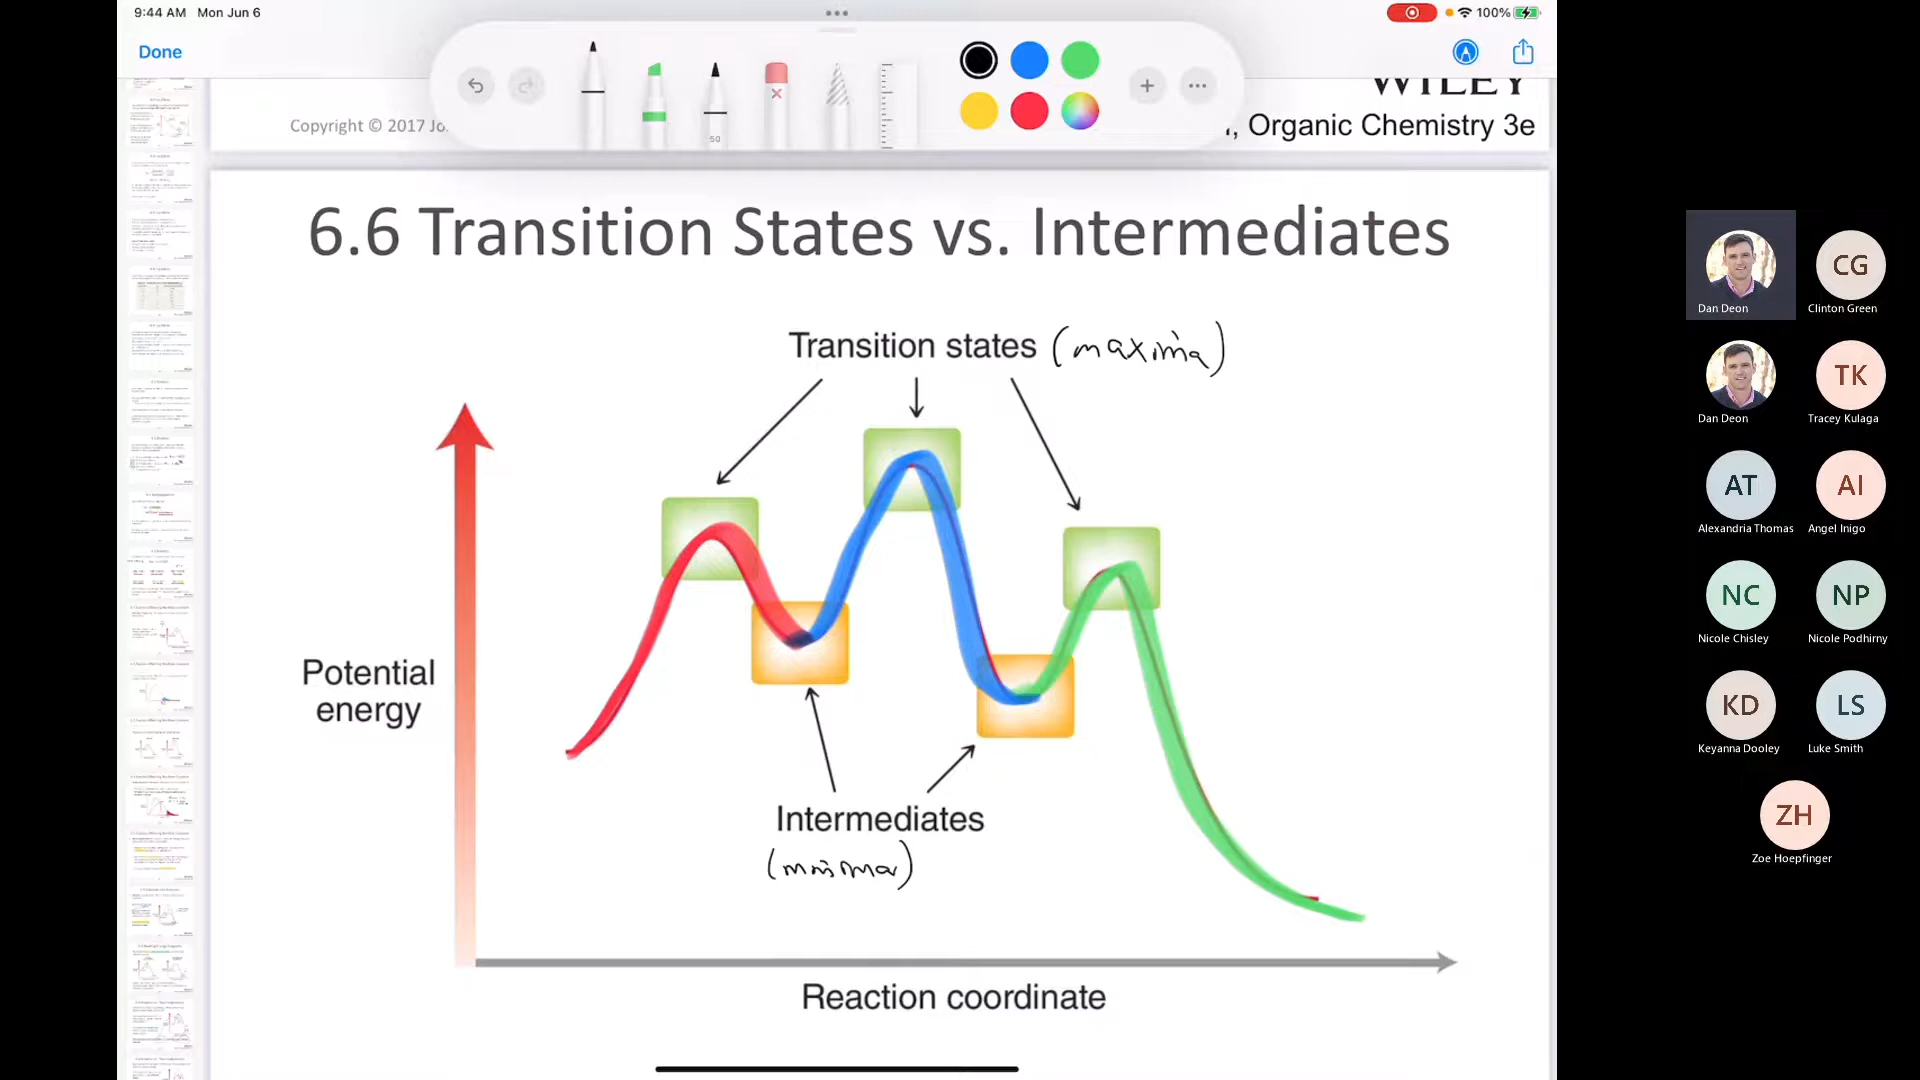 9:44 AM Mon Jun 6
100%
Done
50
WILEY
Copyright © 2017 Jo
, Organic Chemistry 3e
6.6 Transition States vs. Intermediates
Transition states (maxima)
Potential
energy
Intermediates
(minima)
Reaction coordinate
Dan Deon
CG
Clinton Green
Dan Deon
TK
Tracey Kulaga
AT
Alexandria Thomas
AI
Angel Inigo
NC
Nicole Chisley
NP
Nicole Podhirny
KD
Keyanna Dooley
LS
Luke Smith
ZH
Zoe Hoepfinger